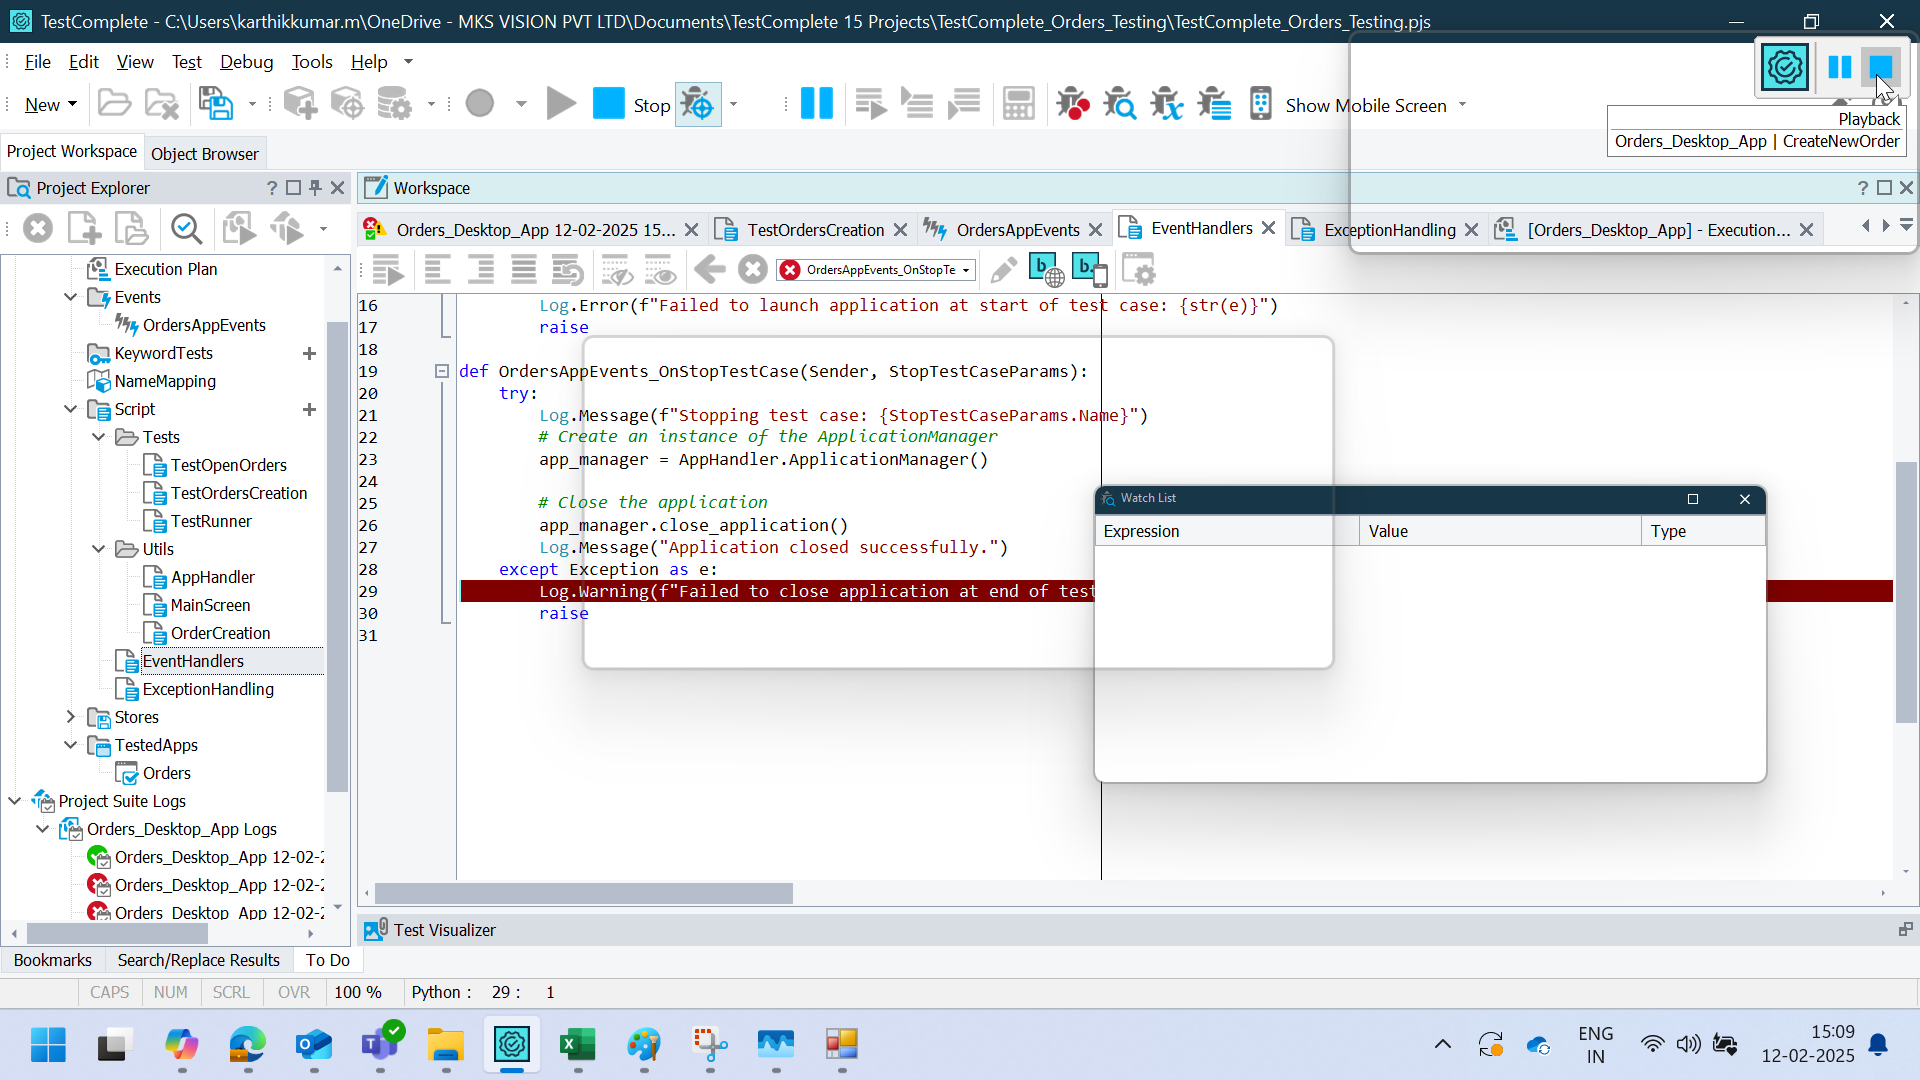 TestComplete - C:\Users\karthikkumar.m\OneDrive - MKS VISION PVT LTD\Documents\TestComplete 15 Projects\TestComplete_Orders_Testing\TestComplete_Orders_Testing.pjs
File Edit View Test Debug Tools Help
New Stop Show Mobile Screen
Playback
Orders_Desktop_App | CreateNewOrder
Project Workspace Object Browser
Project Explorer
Workspace
Orders_Desktop_App 12-02-2025 15... TestOrdersCreation OrdersAppEvents EventHandlers ExceptionHandling [Orders_Desktop_App] - Execution...
OrdersAppEvents_OnStopTe
Execution Plan
Events
OrdersAppEvents
KeywordTests
NameMapping
Script
Tests
TestOpenOrders
TestOrdersCreation
TestRunner
Utils
AppHandler
MainScreen
OrderCreation
EventHandlers
ExceptionHandling
Stores
TestedApps
Orders
Project Suite Logs
Orders_Desktop_App Logs
Orders_Desktop_App 12-02-2
Orders_Desktop_App 12-02-2
Orders_Desktop_App 12-02-2
16 Log.Error(f"Failed to launch application at start of test case: {str(e)}")
17 raise
18
19 def OrdersAppEvents_OnStopTestCase(Sender, StopTestCaseParams):
20 try:
21 Log.Message(f"Stopping test case: {StopTestCaseParams.Name}")
22 # Create an instance of the ApplicationManager
23 app_manager = AppHandler.ApplicationManager()
24
25 # Close the application
26 app_manager.close_application()
27 Log.Message("Application closed successfully.")
28 except Exception as e:
29 Log.Warning(f"Failed to close application at end of test
30 raise
31
Watch List
Expression Value Type
Test Visualizer
Bookmarks Search/Replace Results To Do
CAPS NUM SCRL OVR 100 % Python : 29 : 1
ENG
IN
15:09
12-02-2025